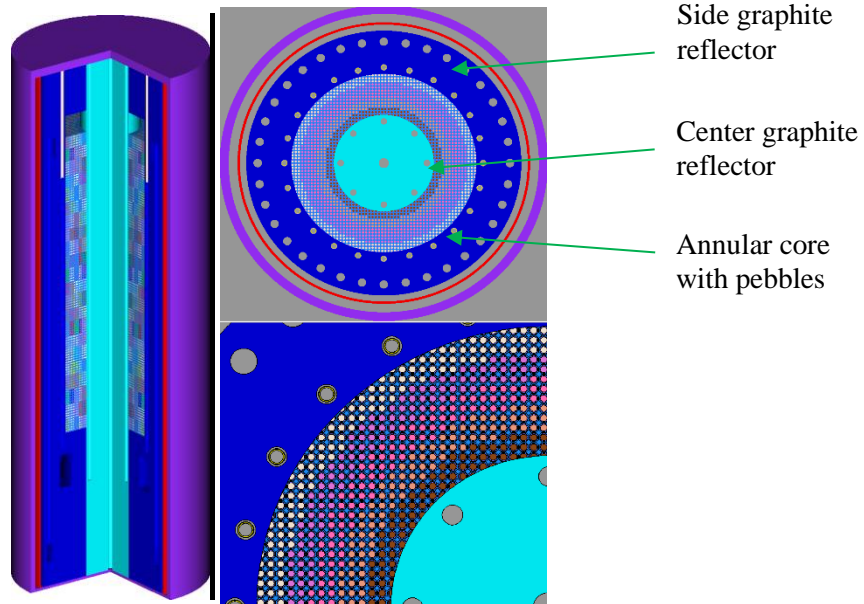 Side graphite
reflector
Center graphite
reflector
Annular core
with pebbles